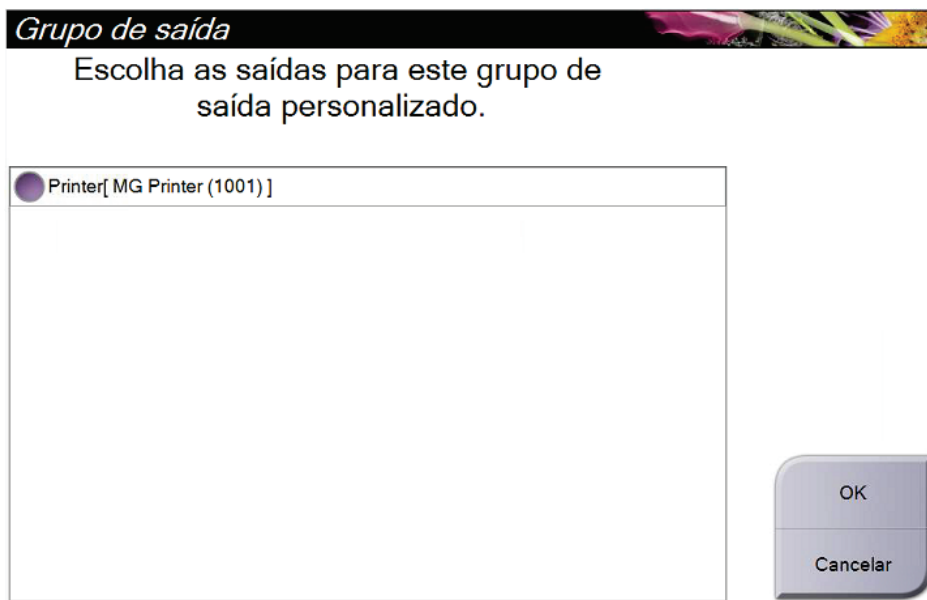 Grupo de saída
Escolha as saídas para este grupo de
saída personalizado.
Printer[ MG Printer (1001) ]
OK
Cancelar